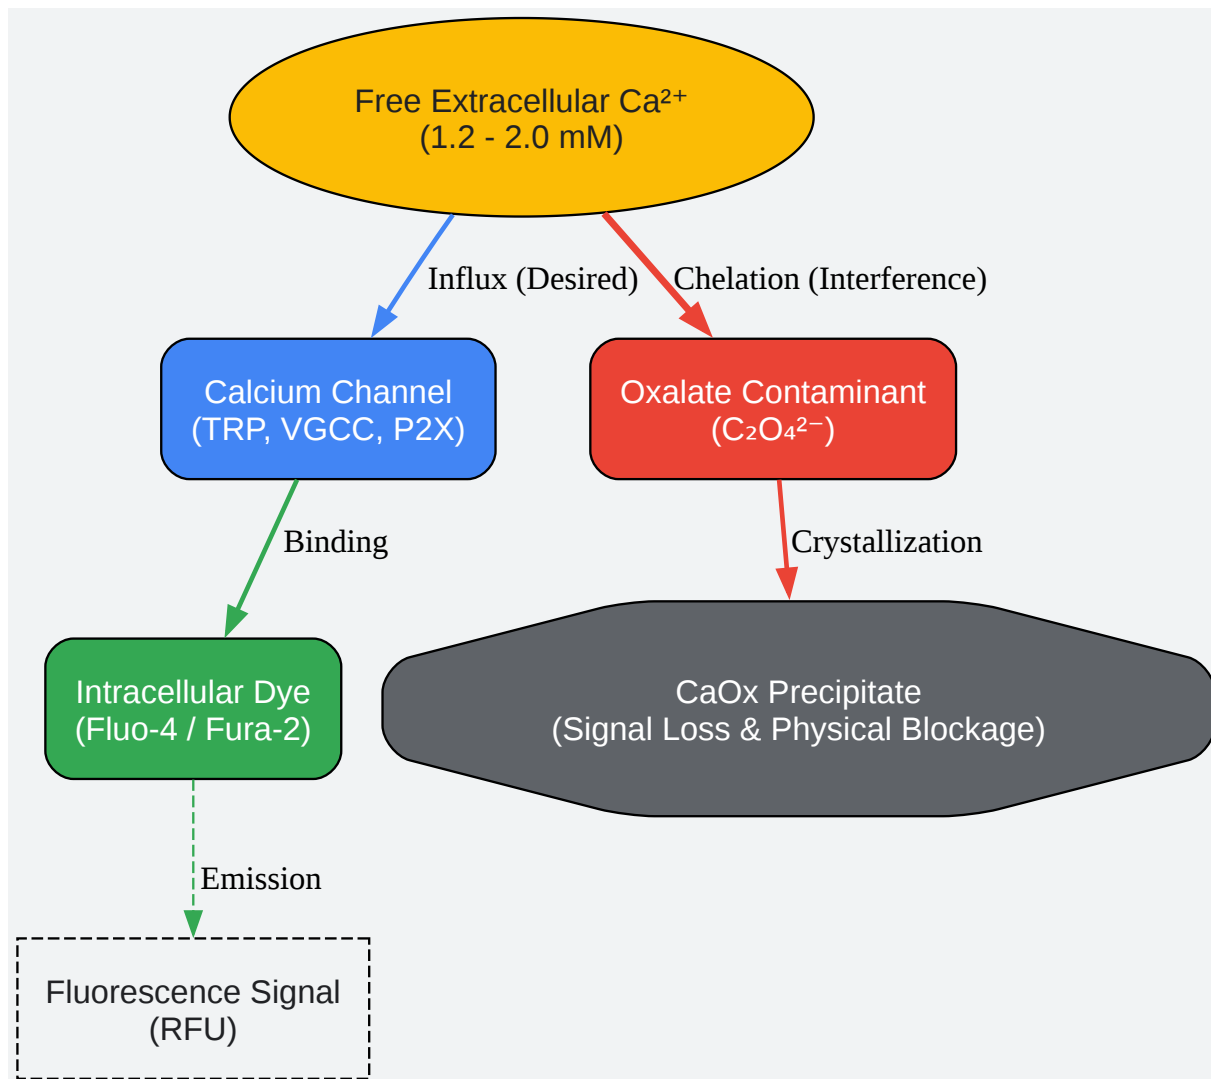 Free Extracellular Ca²⁺
(1.2 - 2.0 mM)
Influx (Desired)
Chelation (Interference)
Calcium Channel
(TRP, VGCC, P2X)
Oxalate Contaminant
(C₂O₄²⁻)
Binding
Crystallization
Intracellular Dye
(Fluo-4 / Fura-2)
CaOx Precipitate
(Signal Loss & Physical Blockage)
Emission
Fluorescence Signal
(RFU)